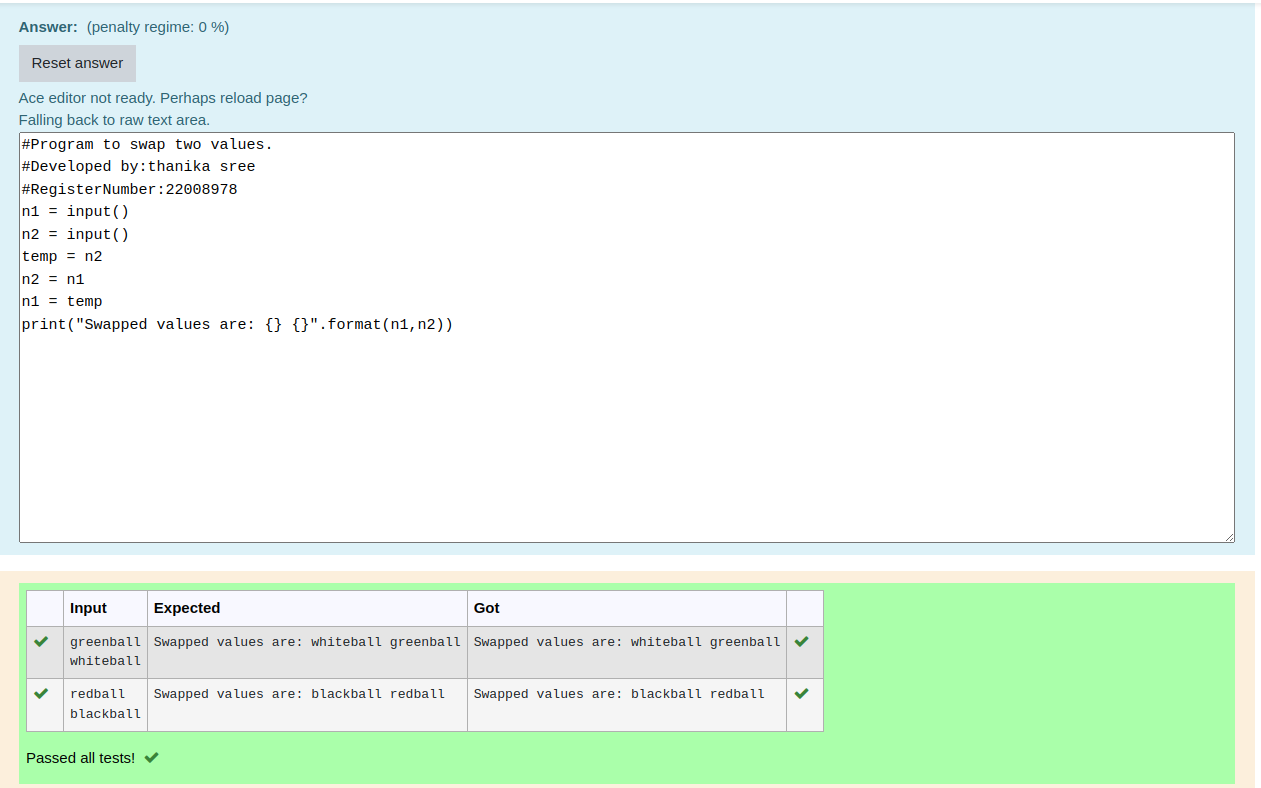 Answer: (penalty regime: 0 %)
Reset answer
Ace editor not ready. Perhaps reload page?
Falling back to raw text area.
#Program to swap two values.
#Developed by:thanika sree
#RegisterNumber:22008978
n1 = input()
n2 = input()
temp = n2
n2 = n1
n1 = temp
print("Swapped values are: {} {}".format(n1,n2))
Input Expected Got
greenball Swapped values are: whiteball greenball Swapped values are: whiteball greenball
whiteball
redball Swapped values are: blackball redball Swapped values are: blackball redball
blackball
Passed all tests!